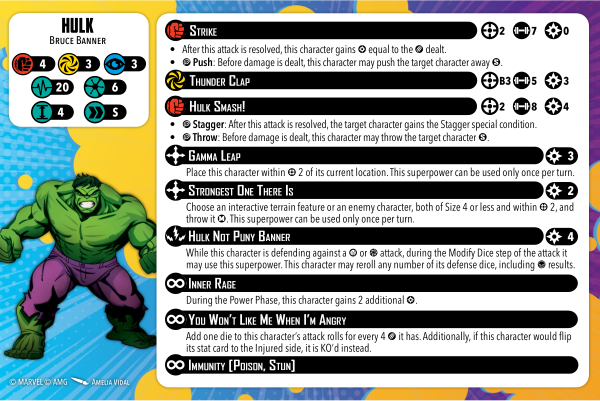 HULK
BRUCE BANNER
4 3 3
20 6
4 S
STRIKE 2 7 0
• After this attack is resolved, this character gains equal to the dealt.
• Push: Before damage is dealt, this character may push the target character away S.
THUNDER CLAP B3 5 3
HULK SMASH! 2 8 4
• Stagger: After this attack is resolved, the target character gains the Stagger special condition.
• Throw: Before damage is dealt, this character may throw the target character S.
GAMMA LEAP 3
Place this character within 2 of its current location. This superpower can be used only once per turn.
STRONGEST ONE THERE IS 2
Choose an interactive terrain feature or an enemy character, both of Size 4 or less and within 2, and
throw it M. This superpower can be used only once per turn.
HULK NOT PUNY BANNER 4
While this character is defending against a or attack, during the Modify Dice step of the attack it
may use this superpower. This character may reroll any number of its defense dice, including results.
INNER RAGE
During the Power Phase, this character gains 2 additional .
YOU WON'T LIKE ME WHEN I'M ANGRY
Add one die to this character's attack rolls for every 4 it has. Additionally, if this character would flip
its stat card to the Injured side, it is KO'd instead.
IMMUNITY [POISON, STUN]
© MARVEL © AMG AMELIA VIDAL